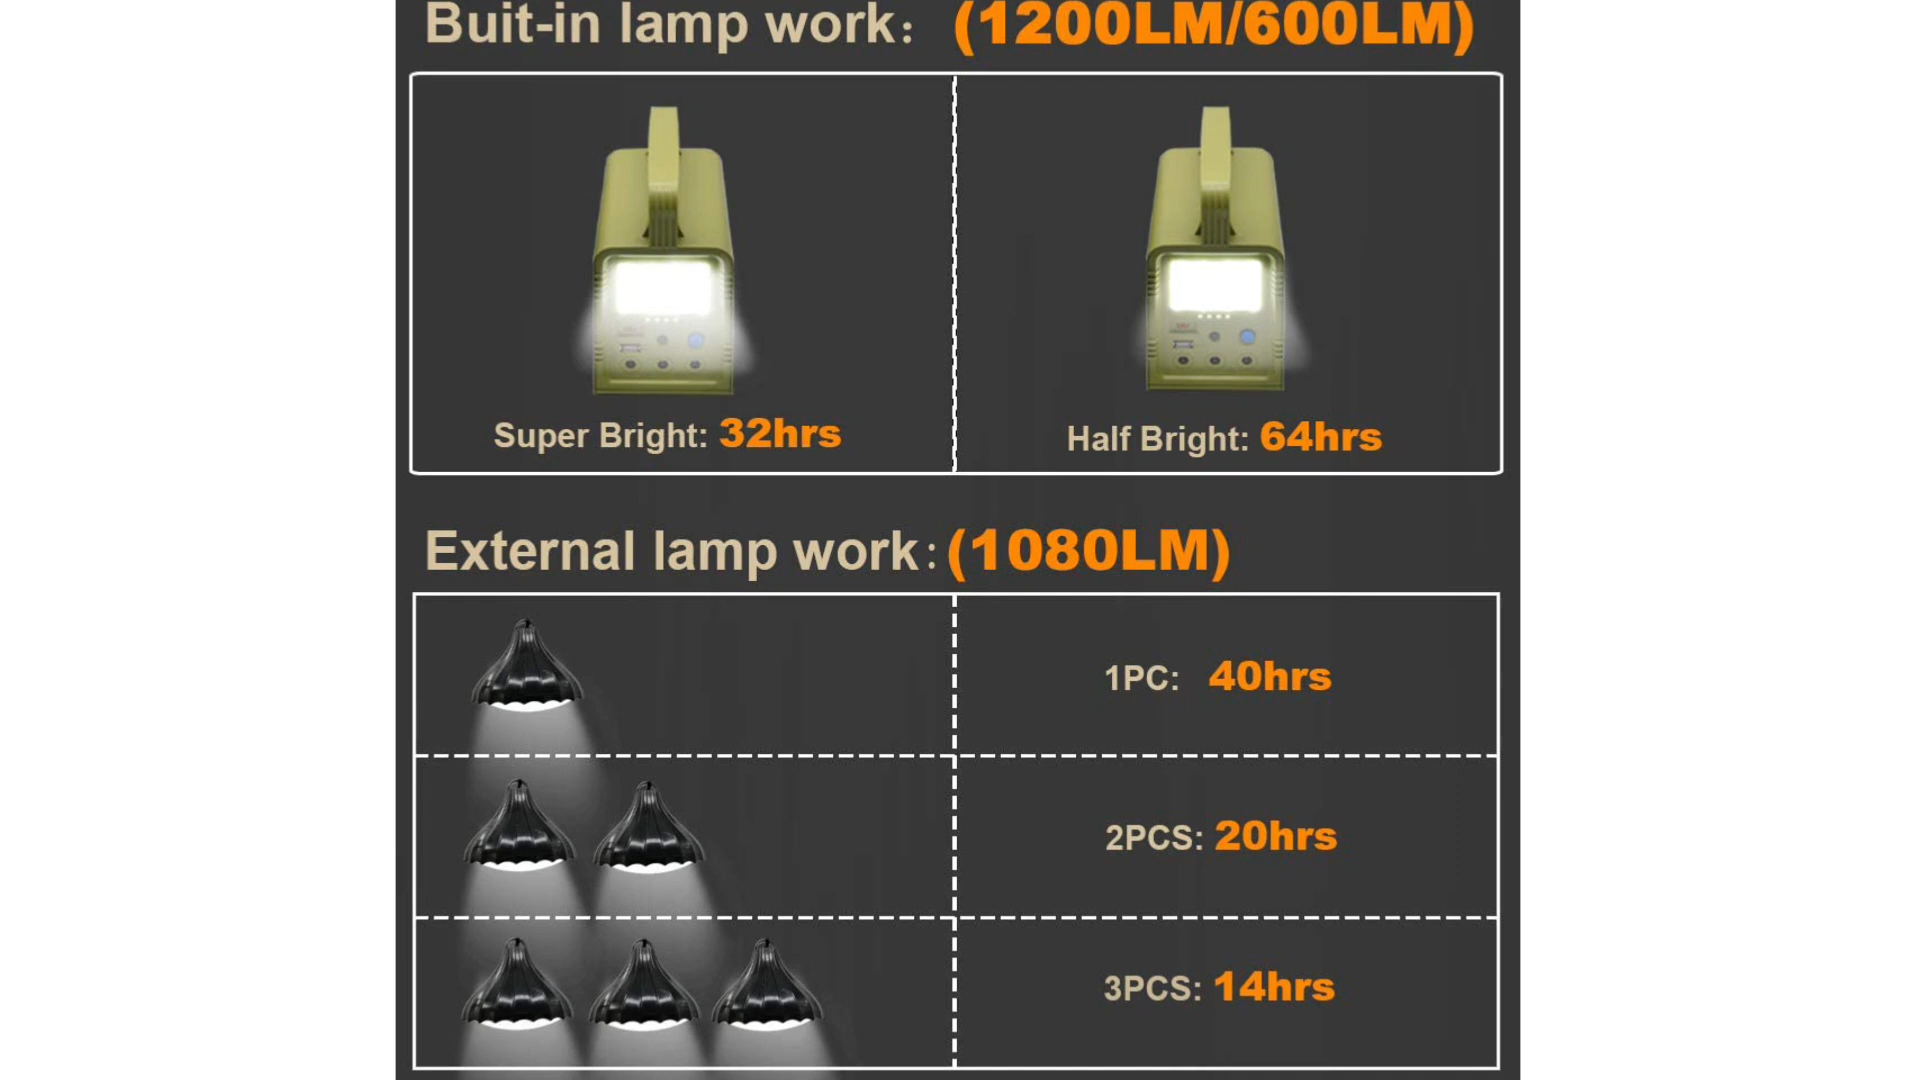 Buit-in lamp work: (1200LM/600LM)
Super Bright: 32hrs
Half Bright: 64hrs
External lamp work: (1080LM)
1PC: 40hrs
2PCS: 20hrs
3PCS: 14hrs